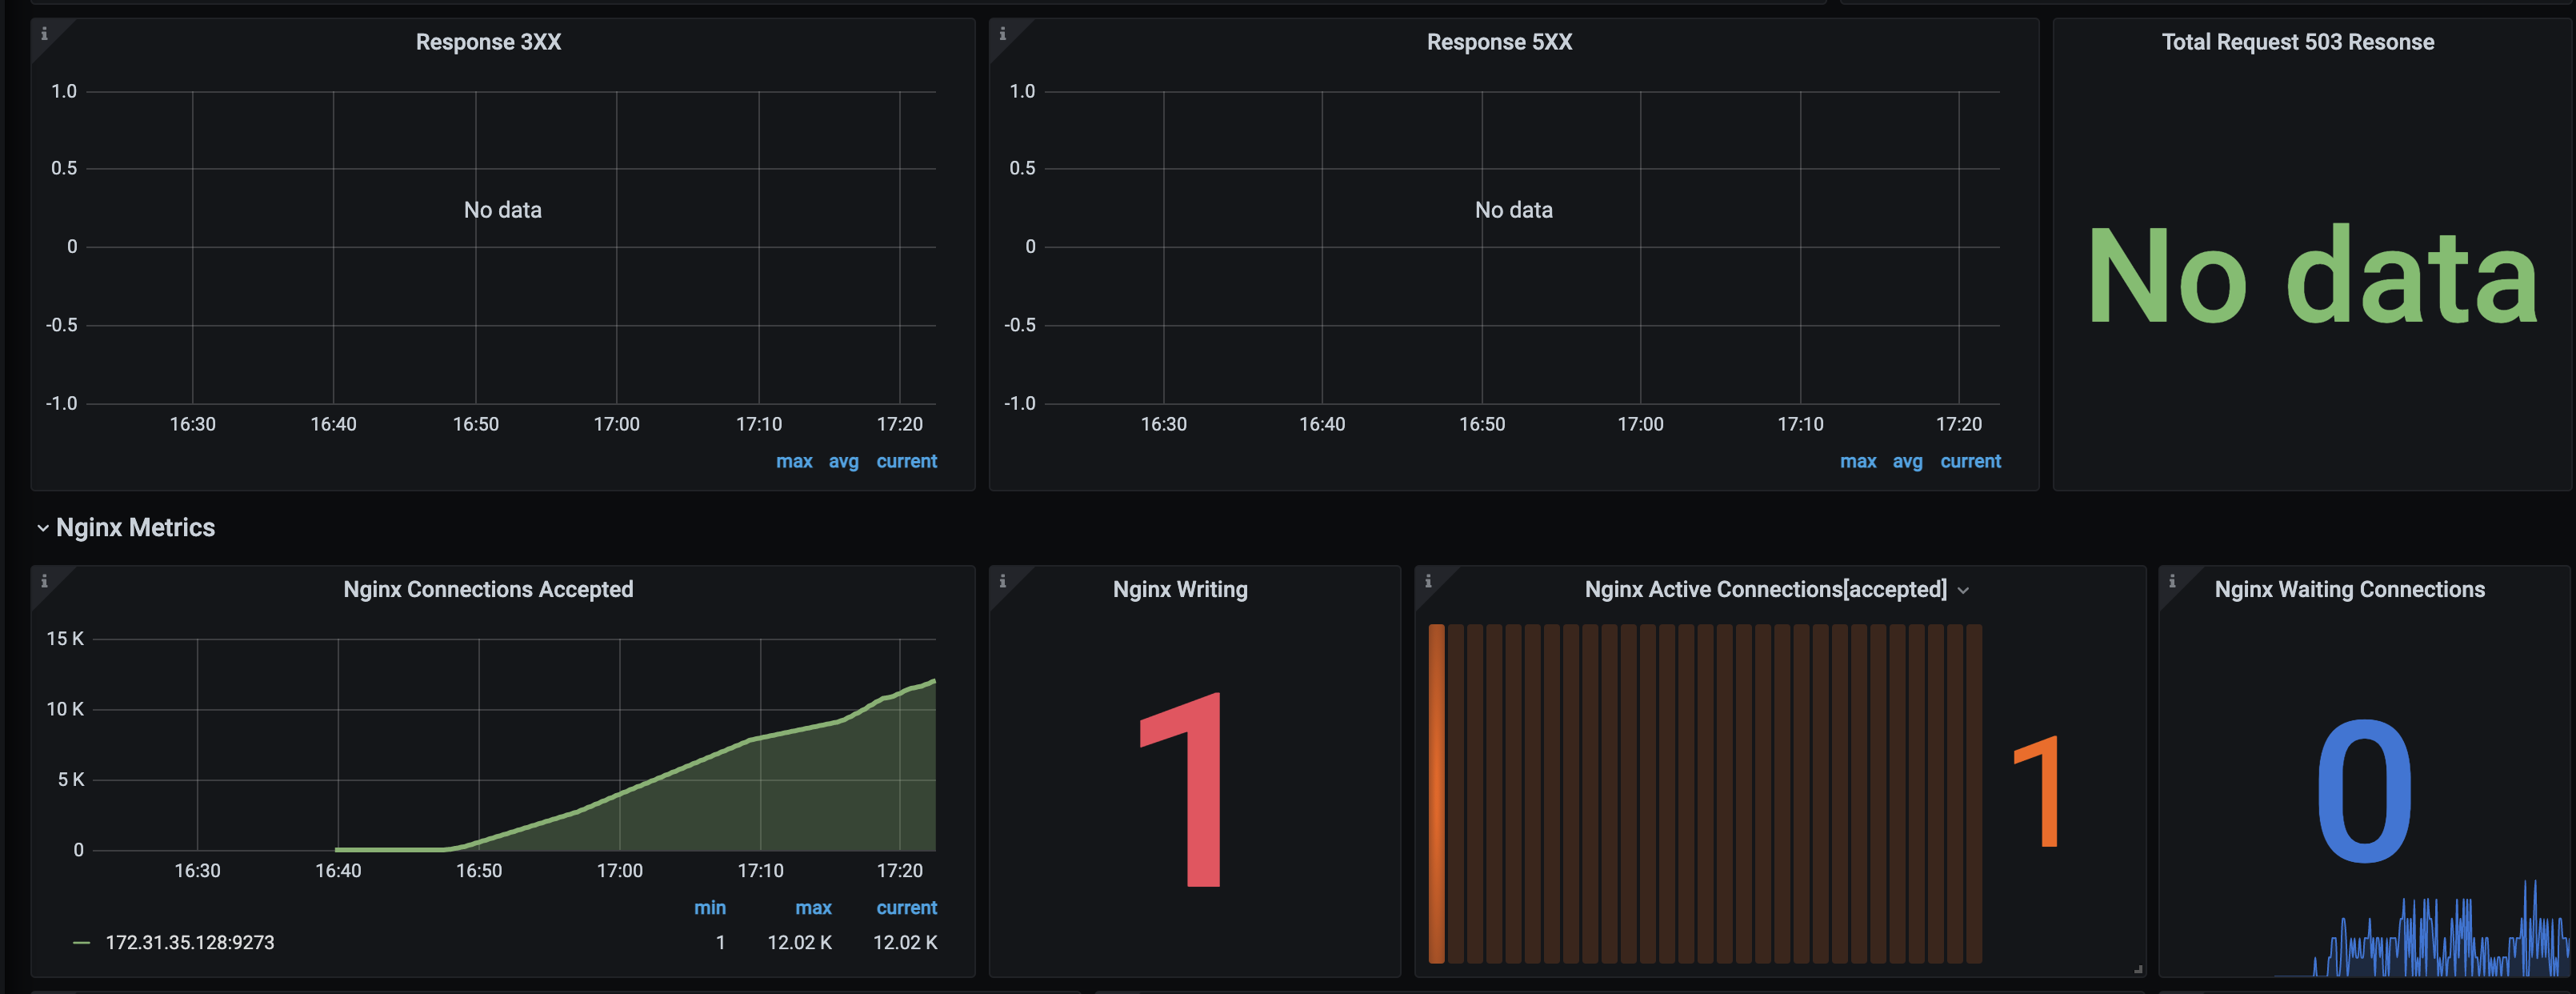 Response 3XX
1.0
0.5
0
-0.5
-1.0
No data
16:30 16:40 16:50 17:00 17:10 17:20
max avg current
Response 5XX
1.0
0.5
0
-0.5
-1.0
No data
16:30 16:40 16:50 17:00 17:10 17:20
max avg current
Total Request 503 Resonse
No data
Nginx Metrics
Nginx Connections Accepted
15 K
10 K
5 K
0
16:30 16:40 16:50 17:00 17:10 17:20
min max current
172.31.35.128:9273 1 12.02 K 12.02 K
Nginx Writing
1
Nginx Active Connections[accepted]
1
Nginx Waiting Connections
0